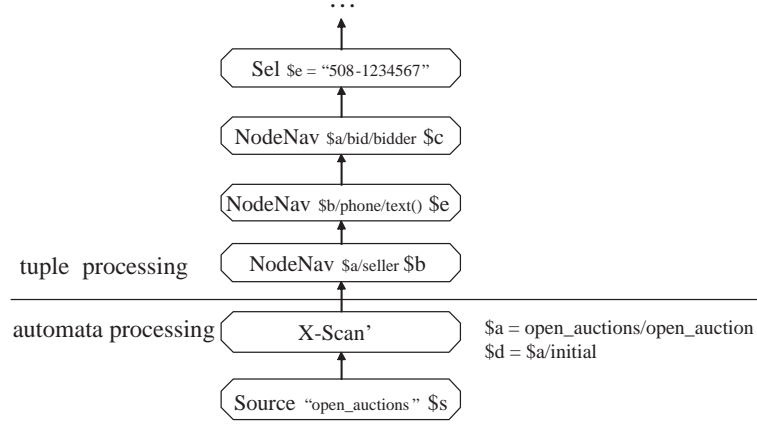 ...
Sel $e = “508-1234567”
NodeNav $a/bid/bidder $c
NodeNav $b/phone/text() $e
tuple processing
NodeNav $a/seller $b
automata processing
X-Scan’
$a = open_auctions/open_auction
$d = $a/initial
Source “open_auctions” $s